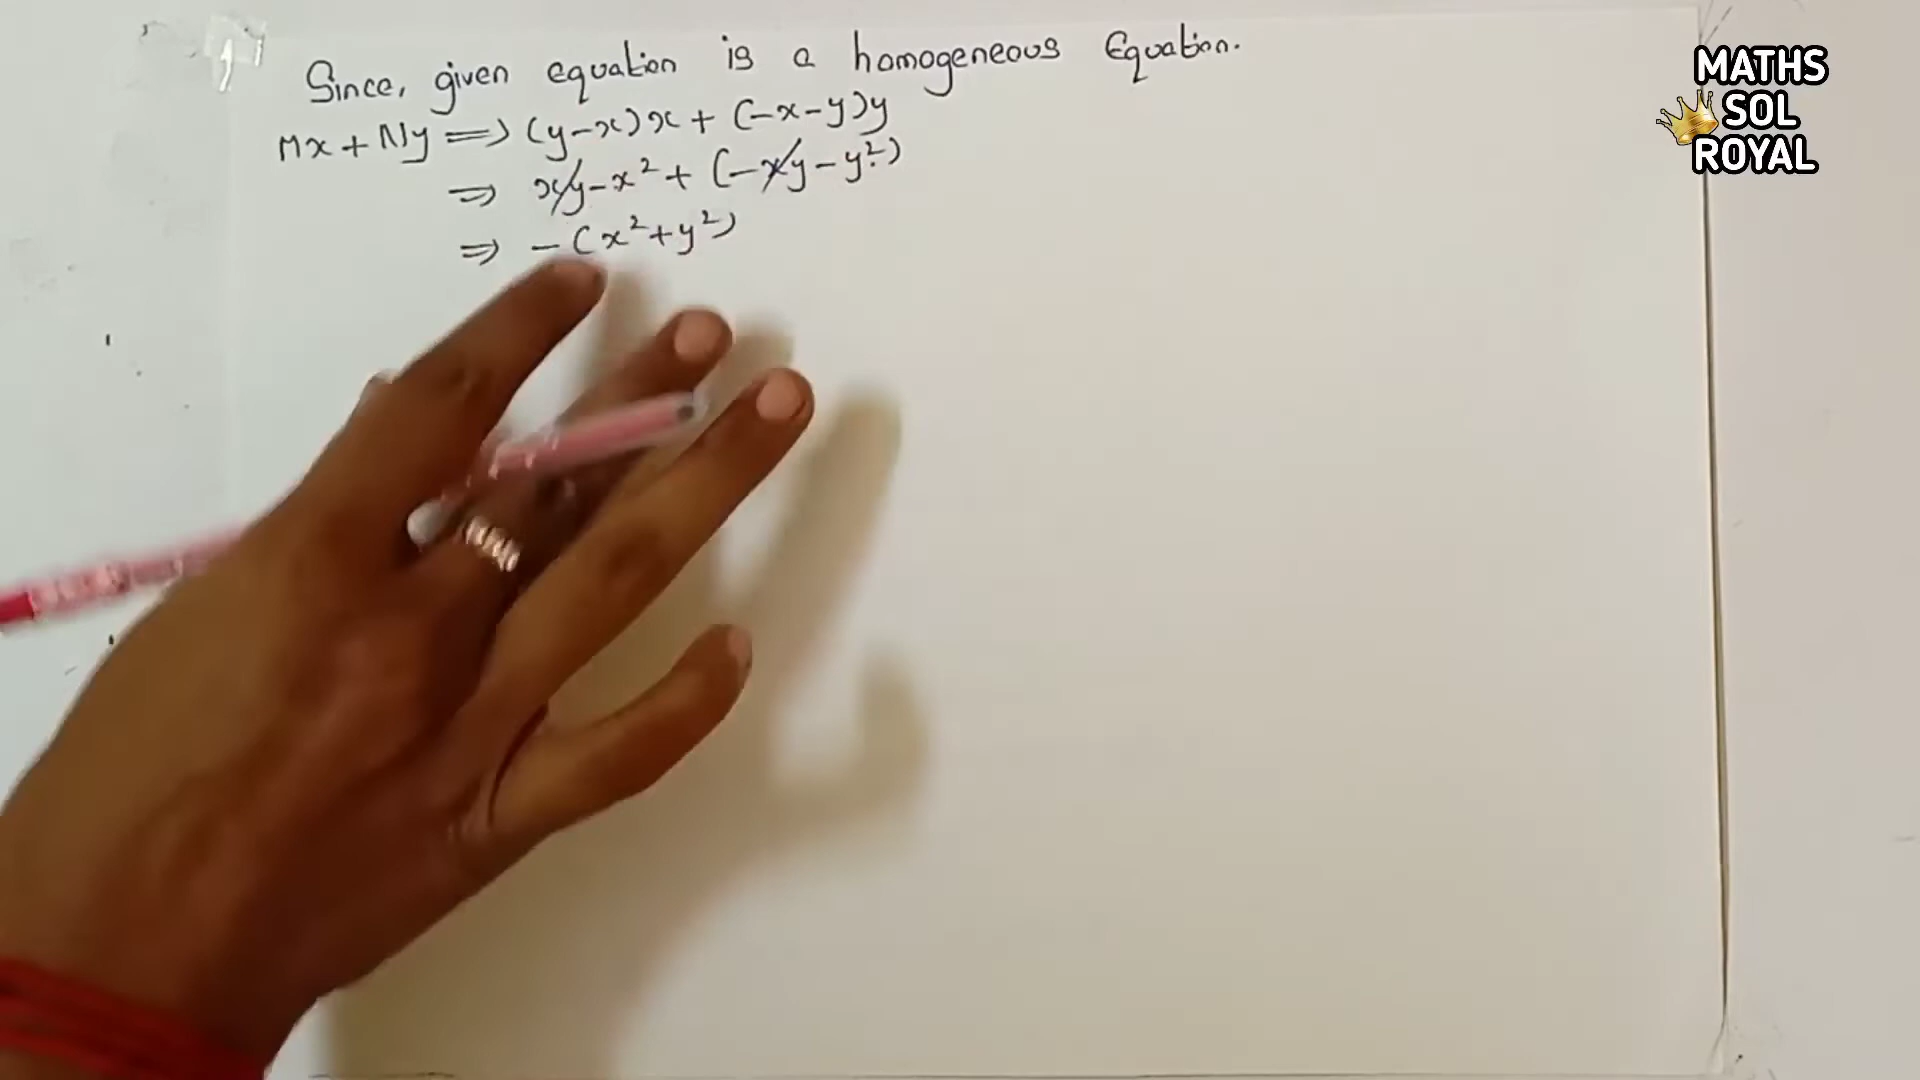 Since, given equation is a homogeneous Equation.
Mx + Ny ⟹ (y-x)x + (-x-y)y
⟹ xy-x² + (-xy-y²)
⟹ -(x²+y²)
MATHS
SOL
ROYAL